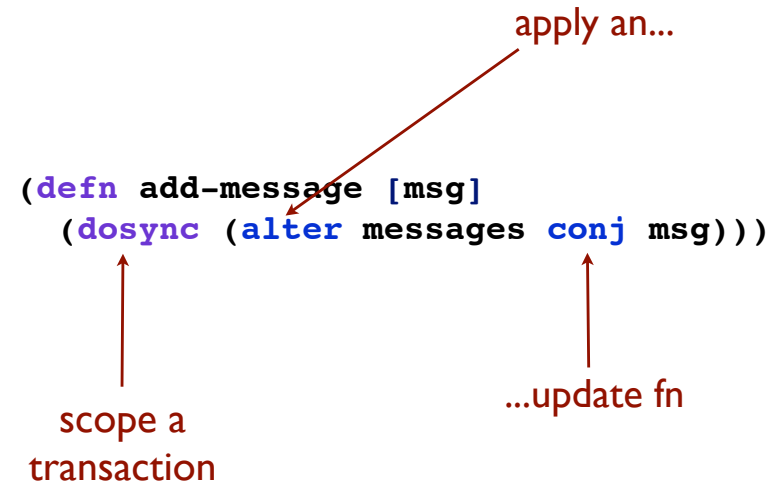 apply an...
(defn add-message [msg]
(dosync (alter messages conj msg)))
...update fn
scope a
transaction